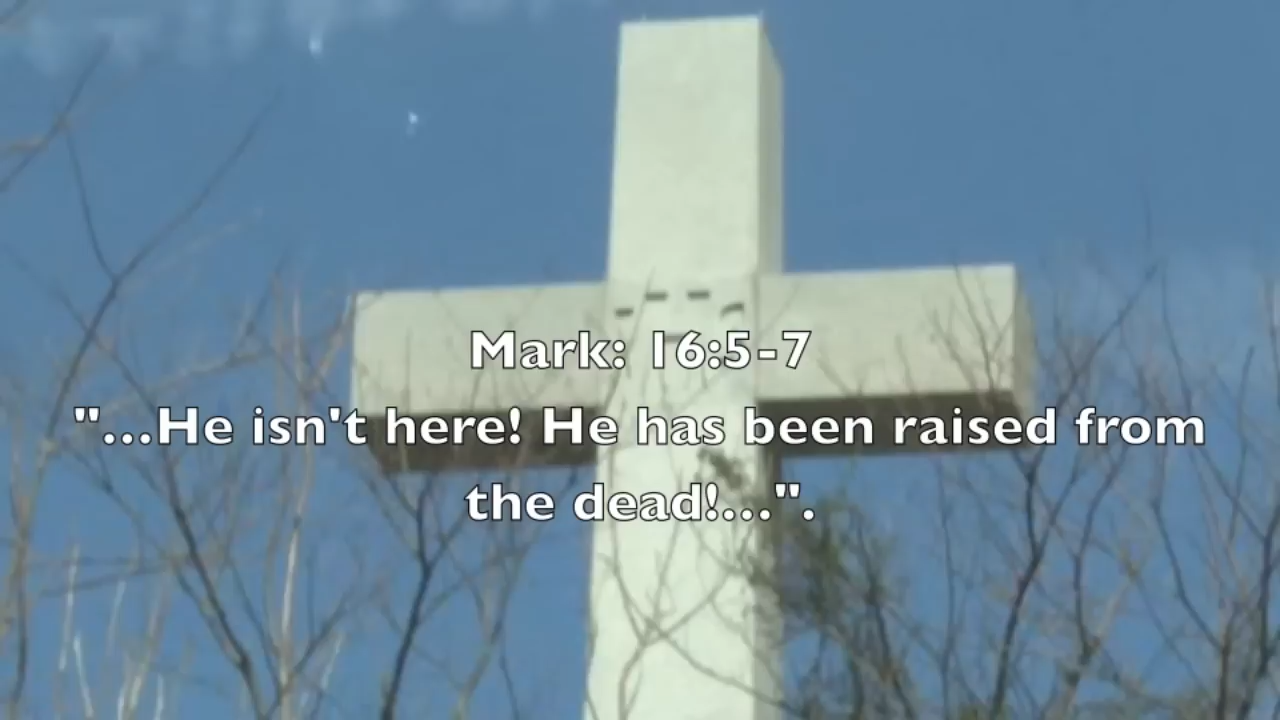 Mark: 16:5-7
"...He isn't here! He has been raised from
the dead!...".